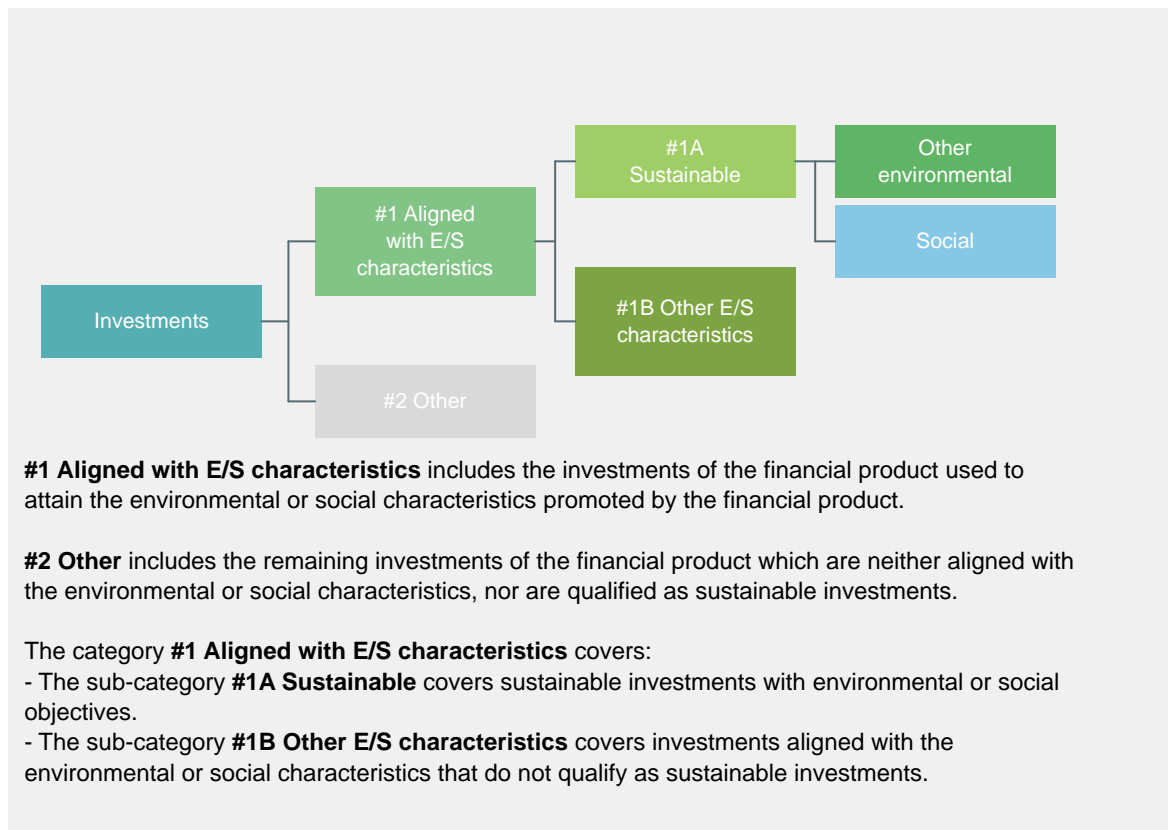 #1A
Sustainable
Other
environmental
#1 Aligned
with E/S
characteristics
Social
Investments
#1B Other E/S
characteristics
#2 Other
#1 Aligned with E/S characteristics includes the investments of the financial product used to
attain the environmental or social characteristics promoted by the financial product.
#2 Other includes the remaining investments of the financial product which are neither aligned with
the environmental or social characteristics, nor are qualified as sustainable investments.
The category #1 Aligned with E/S characteristics covers:
- The sub-category #1A Sustainable covers sustainable investments with environmental or social
objectives.
- The sub-category #1B Other E/S characteristics covers investments aligned with the
environmental or social characteristics that do not qualify as sustainable investments.